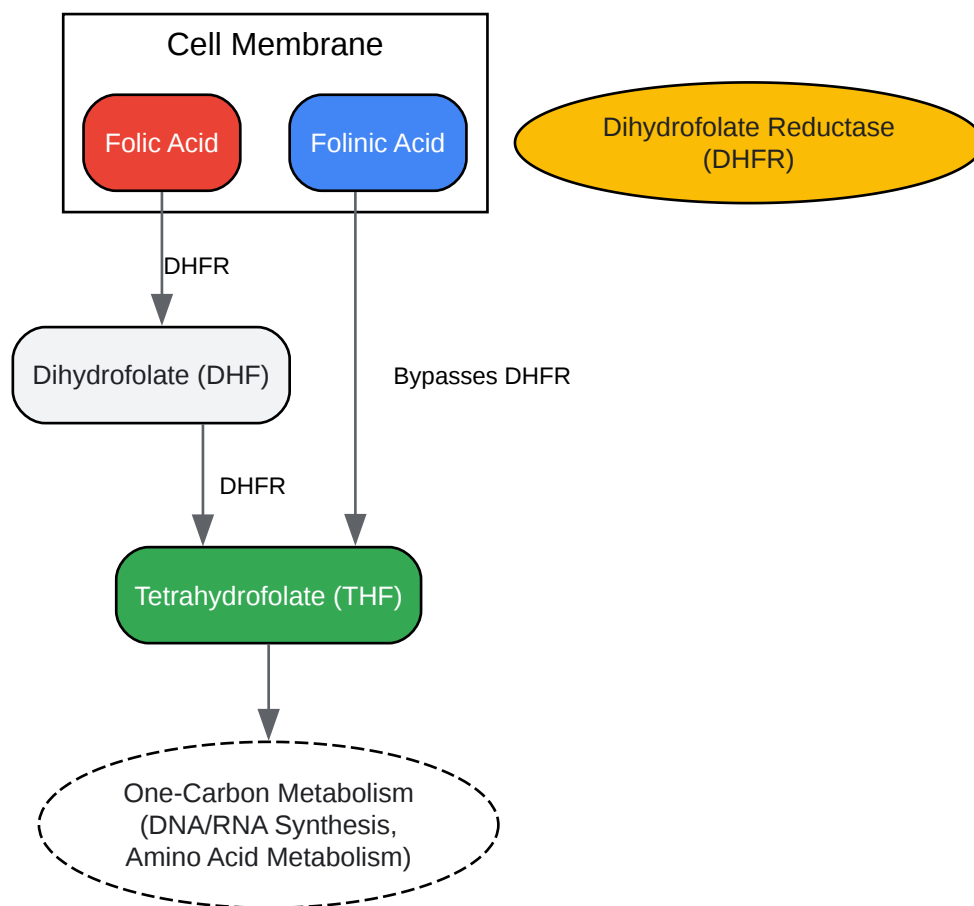 Cell Membrane
Folic Acid
Folinic Acid
Dihydrofolate Reductase
(DHFR)
DHFR
Dihydrofolate (DHF)
Bypasses DHFR
DHFR
Tetrahydrofolate (THF)
One-Carbon Metabolism
(DNA/RNA Synthesis,
Amino Acid Metabolism)